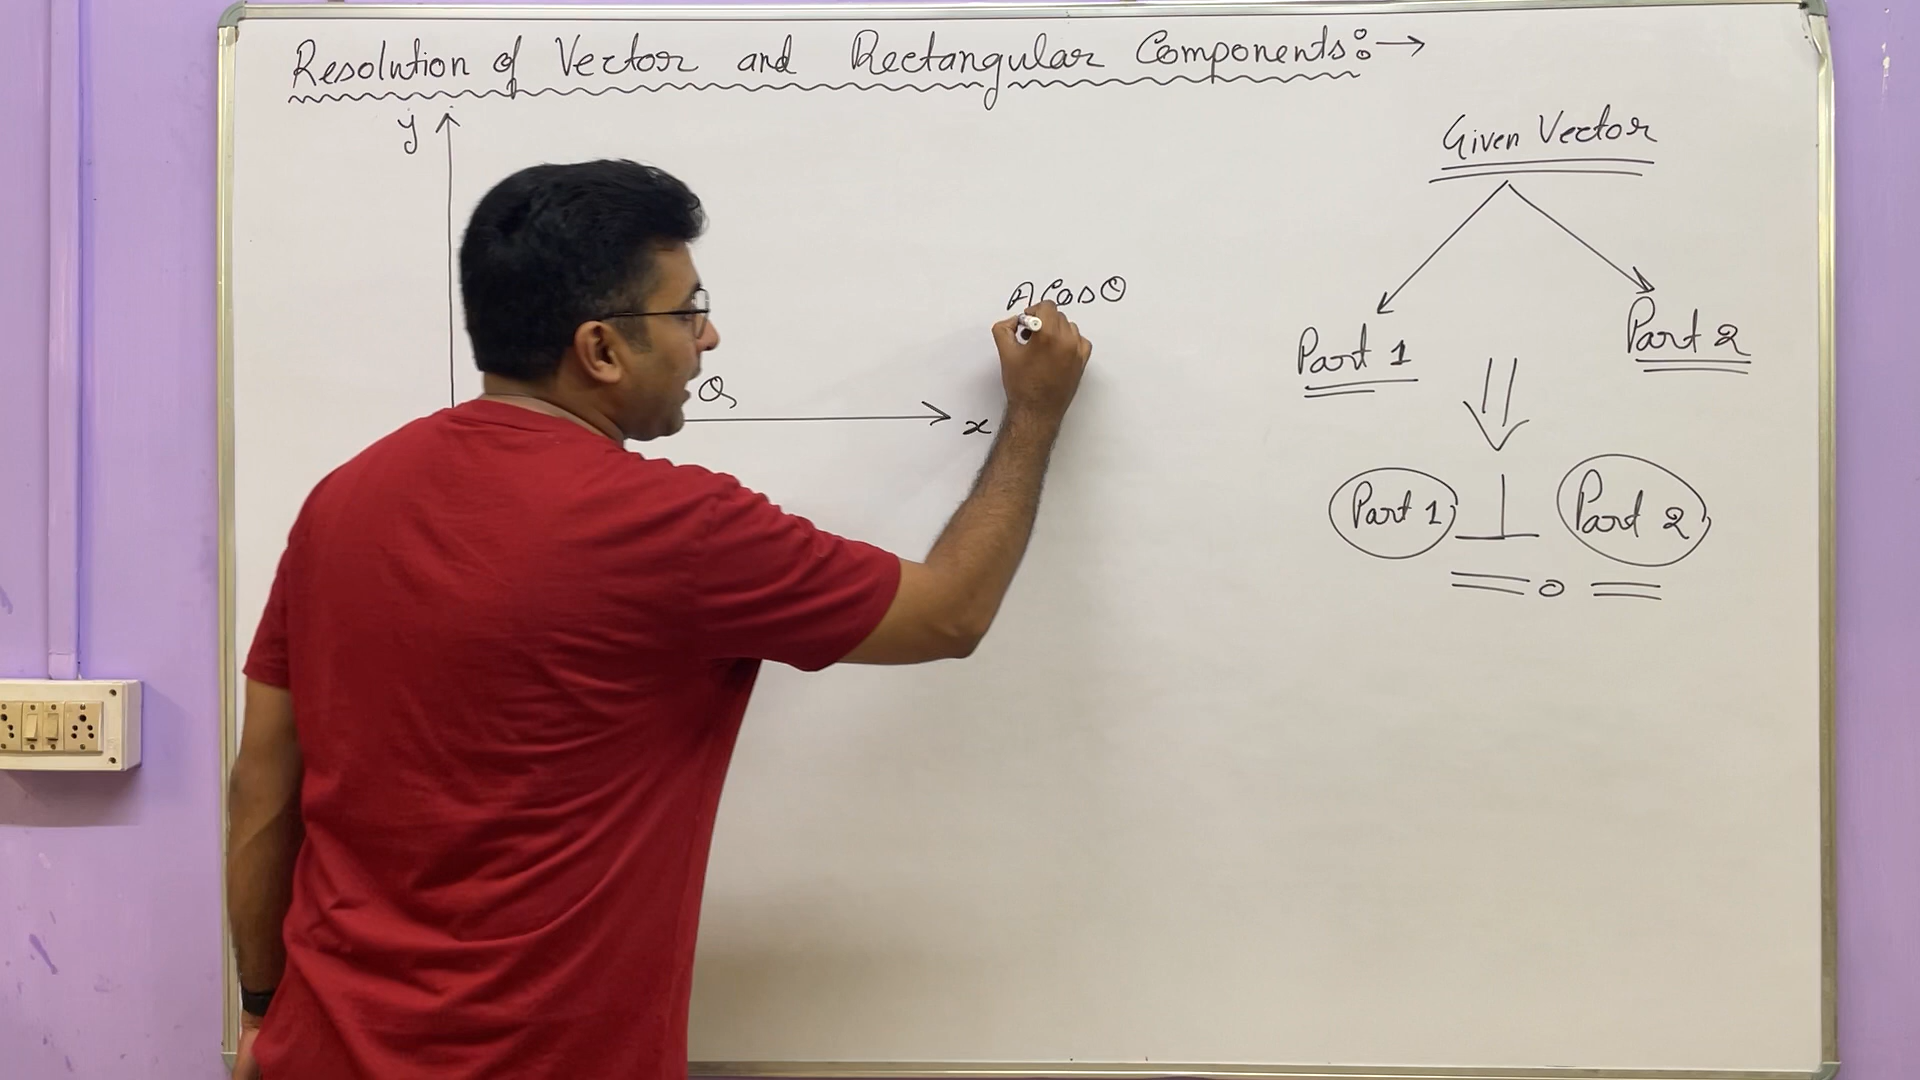 Resolution of Vector and Rectangular Components:→
y
Given Vector
A Cos θ
Part 1
Part 2
Q
x
Part 1 ⊥ Part 2